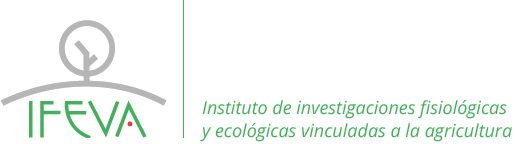 IFEVA
Instituto de investigaciones fisiológicas
y ecológicas vinculadas a la agricultura